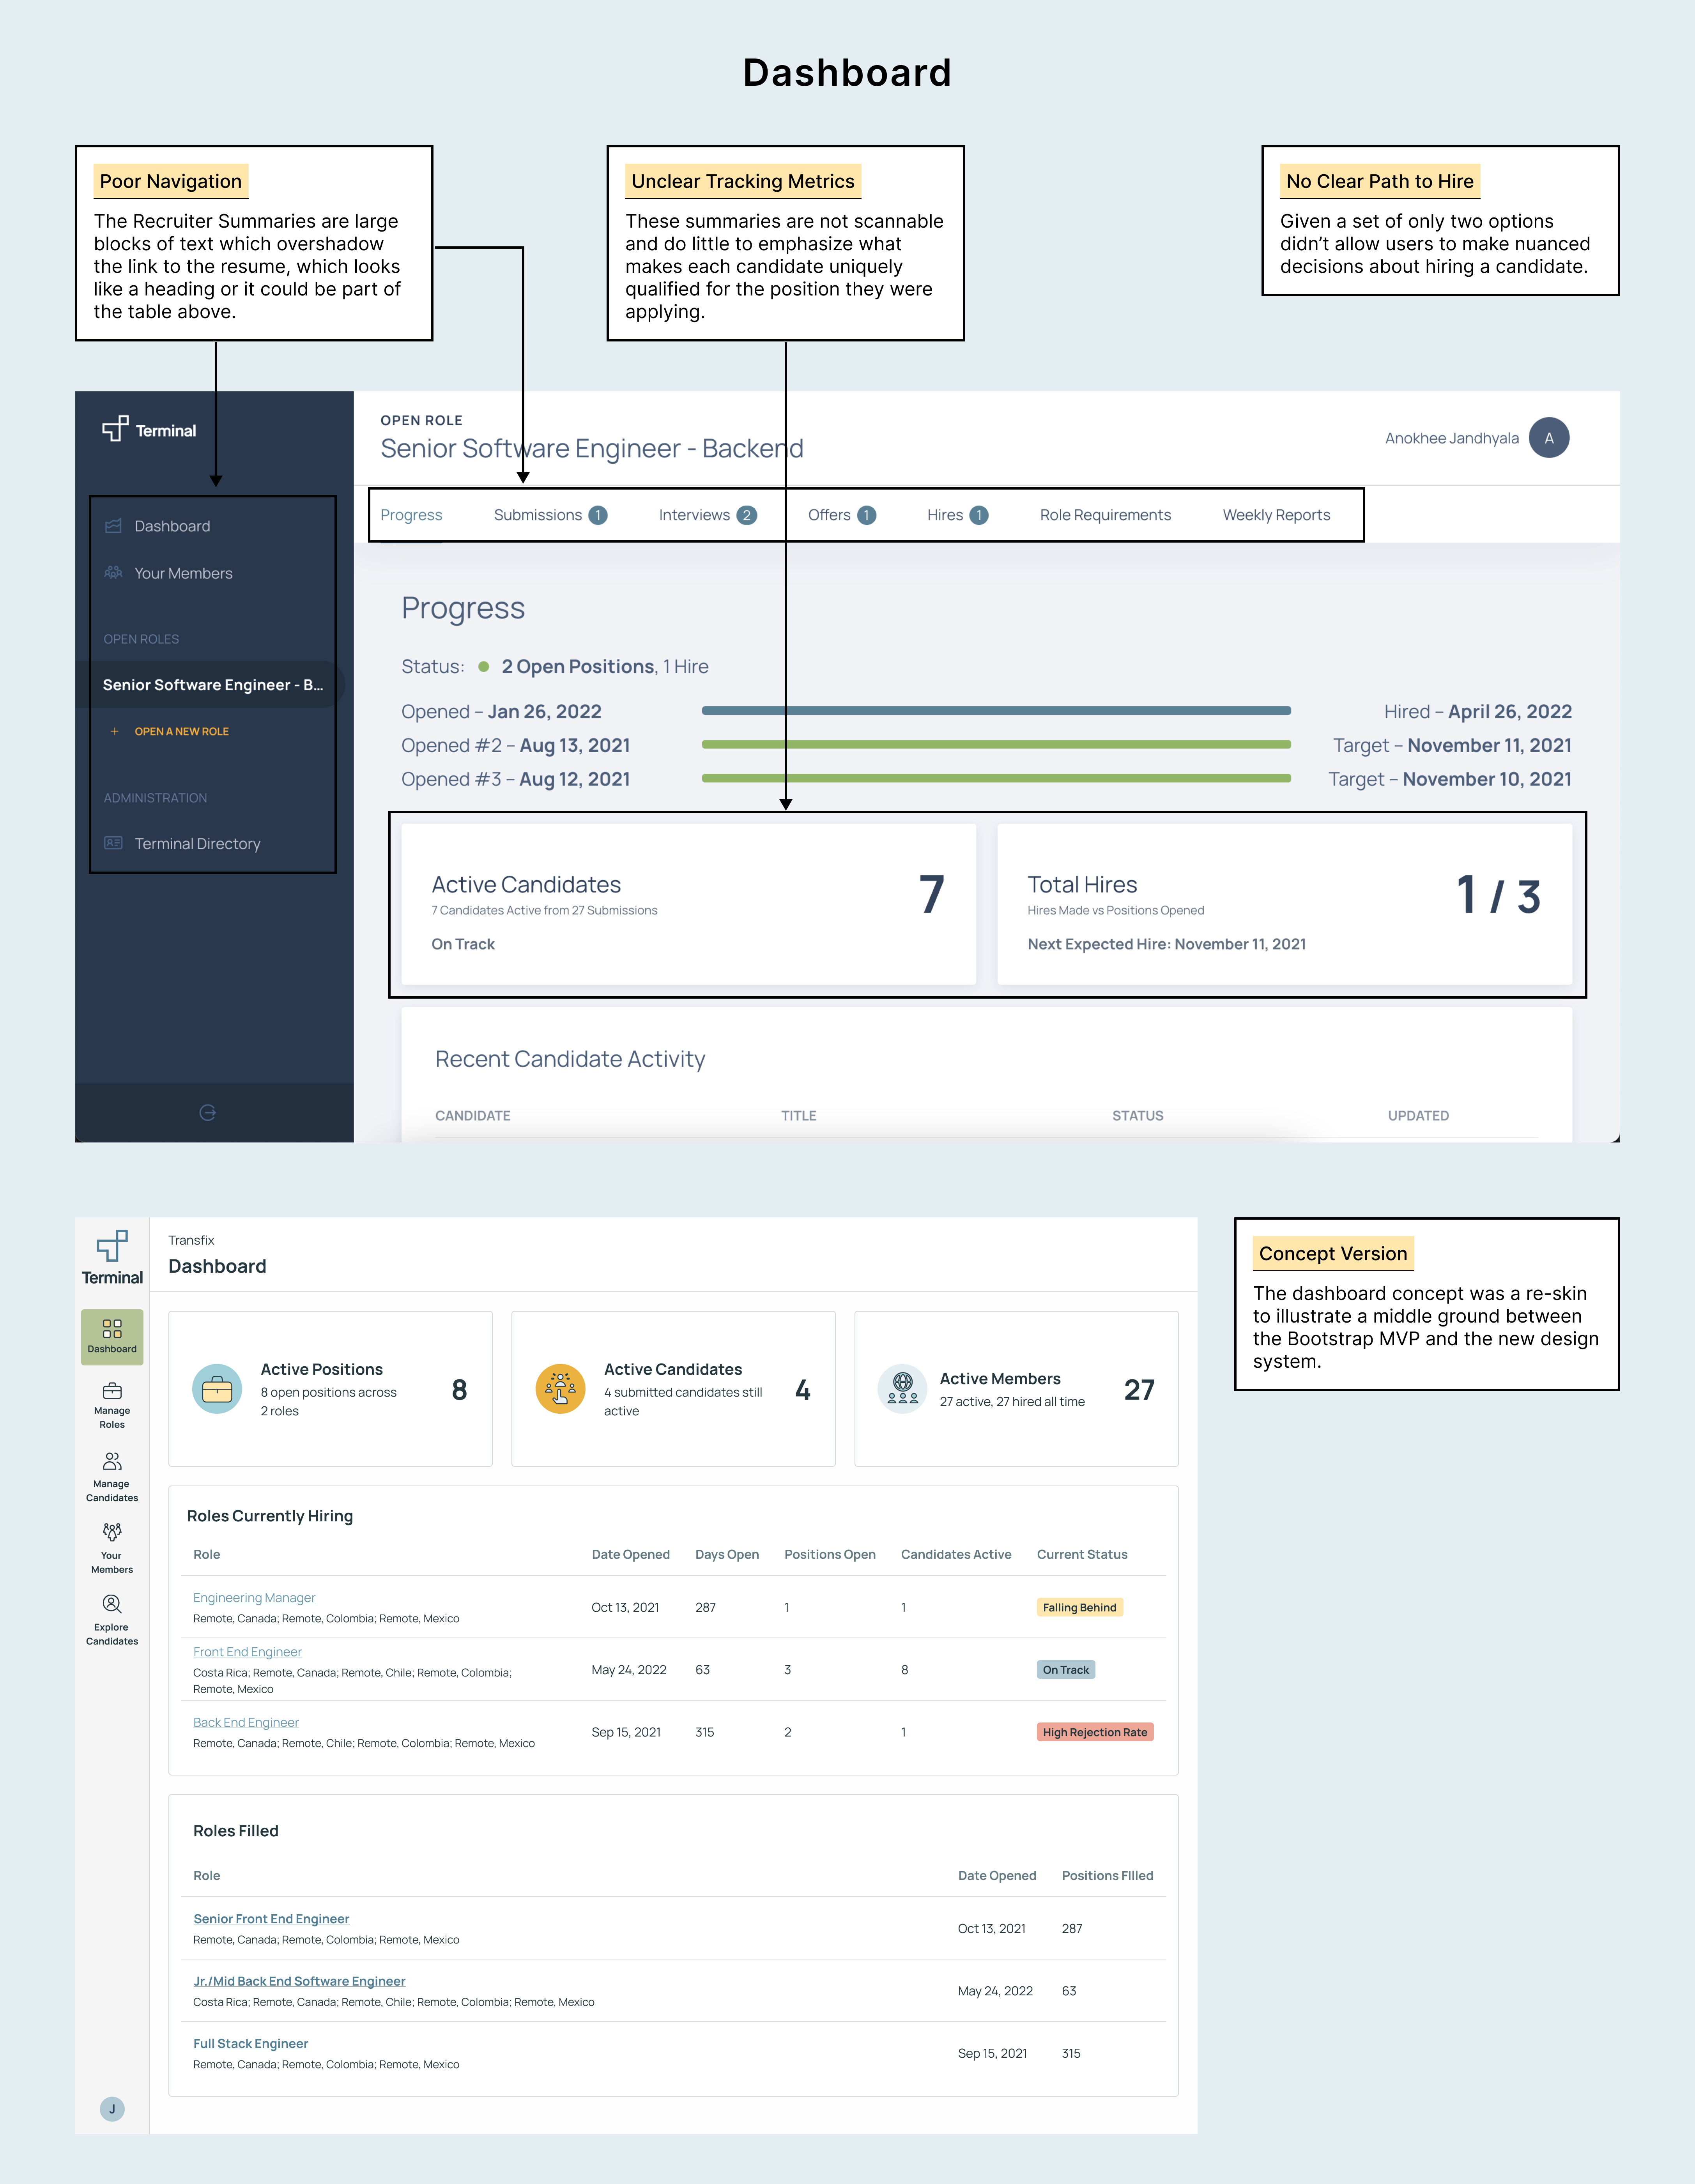 Dashboard
Poor Navigation
The Recruiter Summaries are large
blocks of text which overshadow
the link to the resume, which looks
like a heading or it could be part of
the table above.
Unclear Tracking Metrics
These summaries are not scannable
and do little to emphasize what
makes each candidate uniquely
qualified for the position they were
applying.
No Clear Path to Hire
Given a set of only two options
didn’t allow users to make nuanced
decisions about hiring a candidate.
Terminal
Dashboard
Your Members
OPEN ROLES
Senior Software Engineer - B...
+ OPEN A NEW ROLE
ADMINISTRATION
Terminal Directory
OPEN ROLE
Senior Software Engineer - Backend
Anokhee Jandhyala A
Progress Submissions 1 Interviews 2 Offers 1 Hires 1 Role Requirements Weekly Reports
Progress
Status: 2 Open Positions, 1 Hire
Opened – Jan 26, 2022 Hired – April 26, 2022
Opened #2 – Aug 13, 2021 Target – November 11, 2021
Opened #3 – Aug 12, 2021 Target – November 10, 2021
Active Candidates 7
7 Candidates Active from 27 Submissions
On Track
Total Hires 1 / 3
Hires Made vs Positions Opened
Next Expected Hire: November 11, 2021
Recent Candidate Activity
CANDIDATE TITLE STATUS UPDATED
Terminal
Dashboard
Manage
Roles
Manage
Candidates
Your
Members
Explore
Candidates
J
Transfix
Dashboard
Active Positions
8 open positions across
2 roles
8
Active Candidates
4 submitted candidates still
active
4
Active Members
27 active, 27 hired all time
27
Roles Currently Hiring
Role Date Opened Days Open Positions Open Candidates Active Current Status
Engineering Manager
Remote, Canada; Remote, Colombia; Remote, Mexico
Oct 13, 2021 287 1 1 Falling Behind
Front End Engineer
Costa Rica; Remote, Canada; Remote, Chile; Remote, Colombia;
Remote, Mexico
May 24, 2022 63 3 8 On Track
Back End Engineer
Remote, Canada; Remote, Chile; Remote, Colombia; Remote, Mexico
Sep 15, 2021 315 2 1 High Rejection Rate
Roles Filled
Role Date Opened Positions FIlled
Senior Front End Engineer
Remote, Canada; Remote, Colombia; Remote, Mexico
Oct 13, 2021 287
Jr./Mid Back End Software Engineer
Costa Rica; Remote, Canada; Remote, Chile; Remote, Colombia; Remote, Mexico
May 24, 2022 63
Full Stack Engineer
Remote, Canada; Remote, Colombia; Remote, Mexico
Sep 15, 2021 315
Concept Version
The dashboard concept was a re-skin
to illustrate a middle ground between
the Bootstrap MVP and the new design
system.